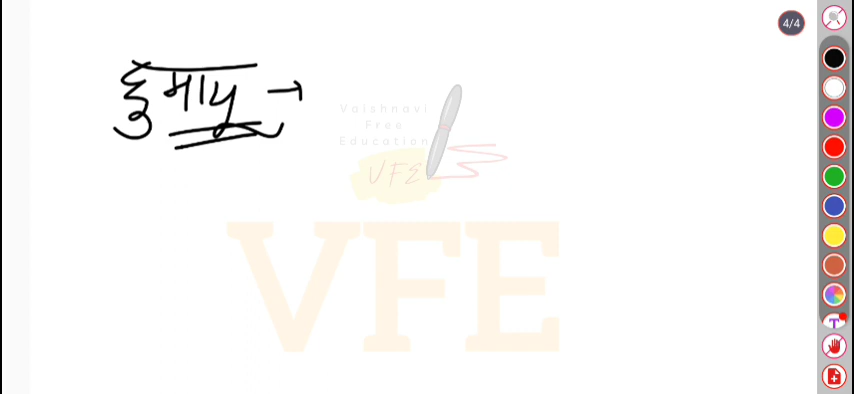 हुमायु →
Vaishnavi
Free
Education
VFE
VFE
4/4
T